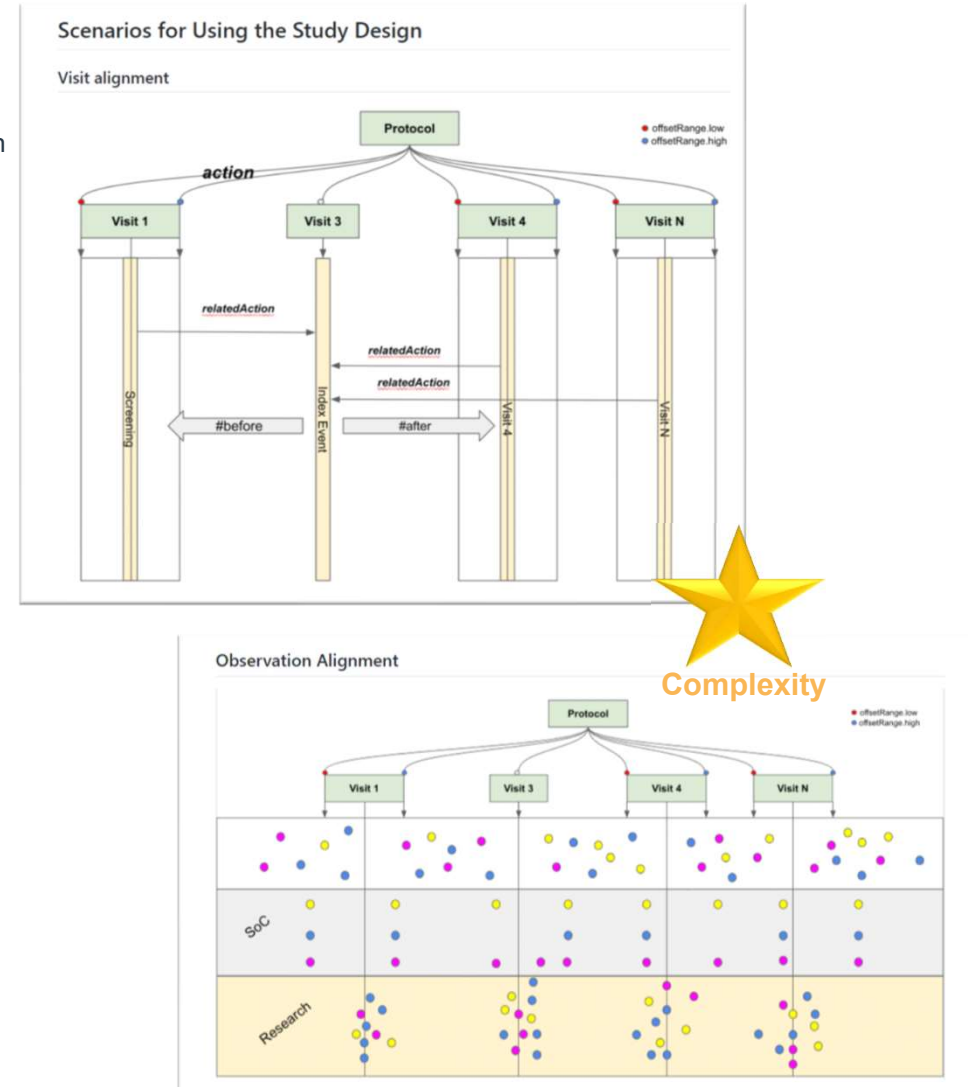 Scenarios for Using the Study Design
Visit alignment
n
Protocol
offsetRange.low
offsetRange.high
action
Visit 1
Visit 3
Visit 4
Visit N
relatedAction
relatedAction
relatedAction
Screening
Index Event
Visit 4
Visit N
#before
#after
Complexity
Observation Alignment
Protocol
offsetRange.low
offsetRange.high
Visit 1
Visit 3
Visit 4
Visit N
SoC
Research